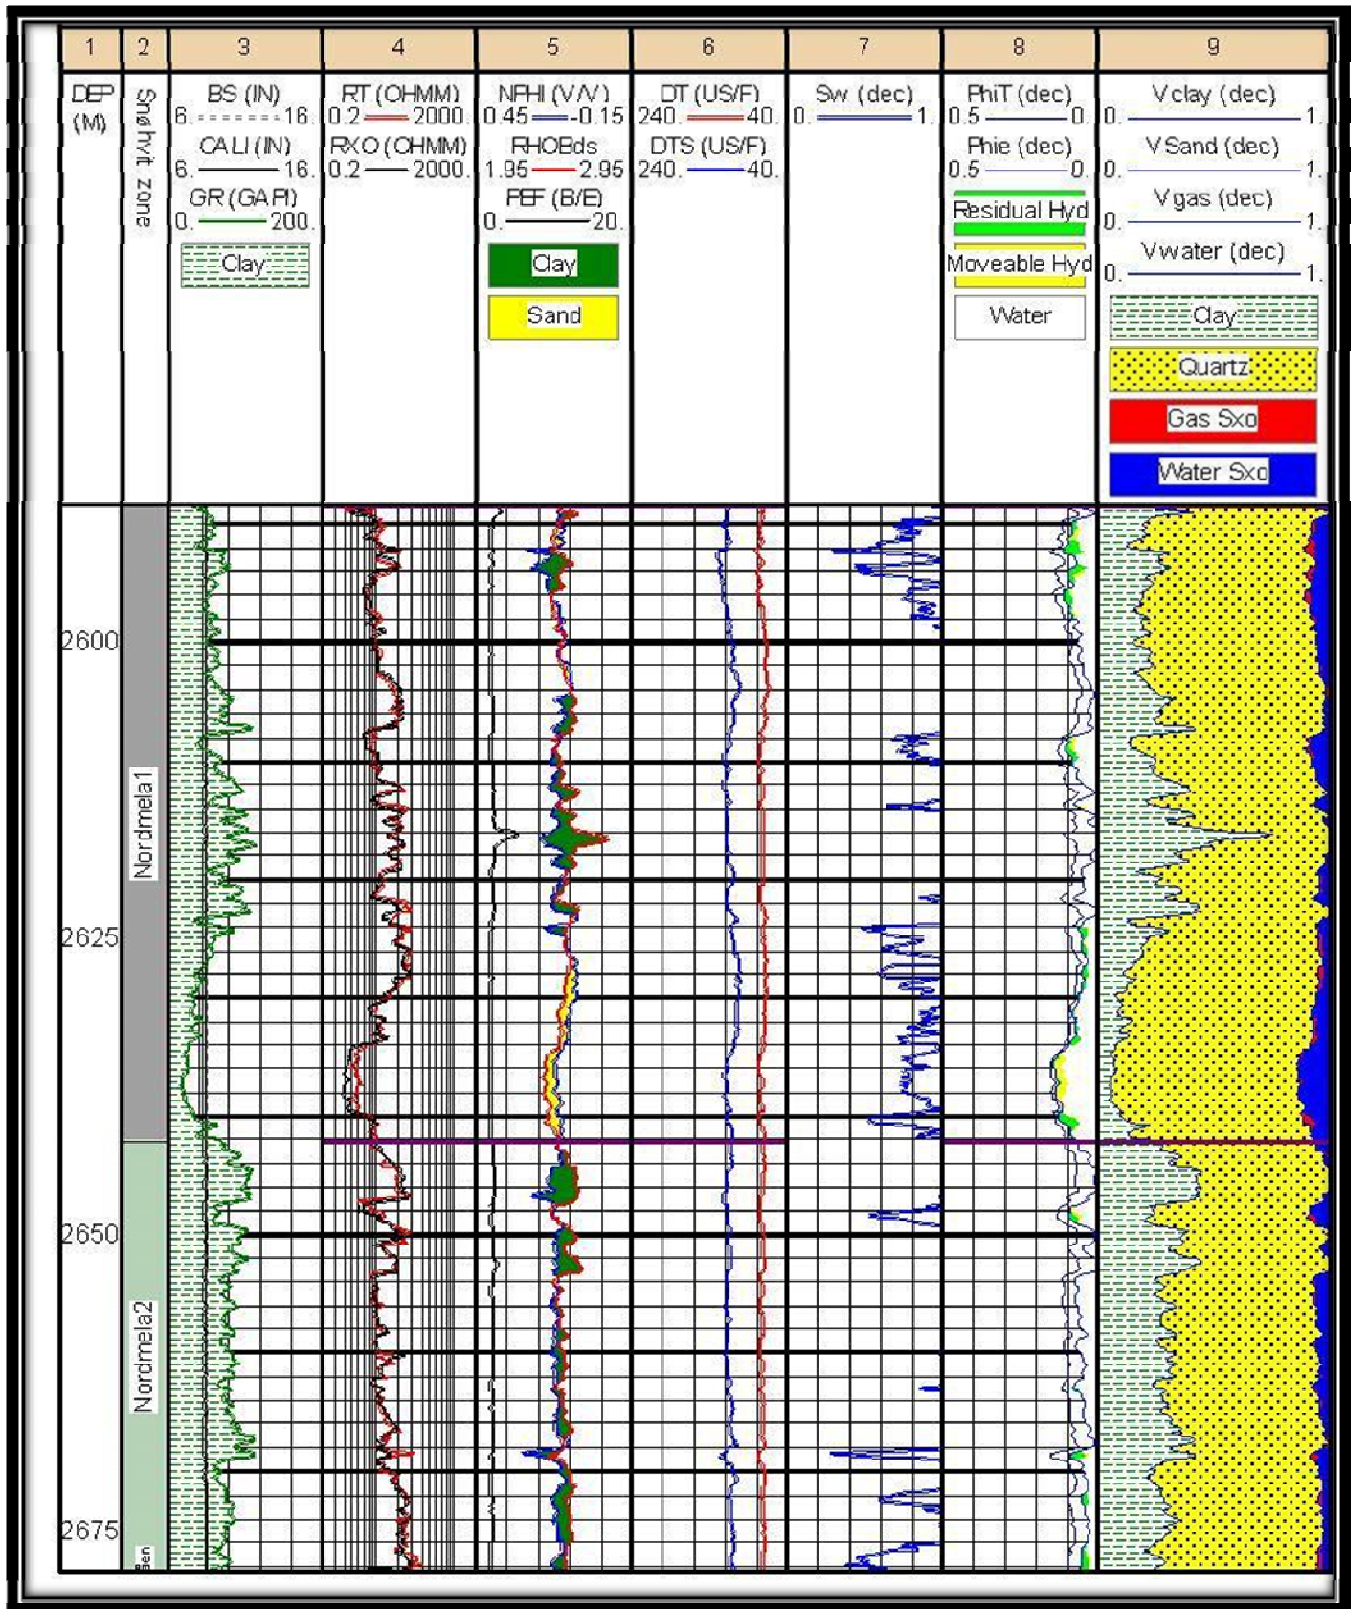 1 2 3 4 5 6 7 8 9
DEP (M)
Snøhvit zone
BS (IN)
6. 16.
CALI (IN)
6. 16.
GR (GAPI)
0. 200.
Clay
RT (OHMM)
0.2 2000.
RXO (OHMM)
0.2 2000.
NPHI (V/V)
0.45 -0.15
RHOBds
1.95 2.95
PEF (B/E)
0. 20.
Clay
Sand
DT (US/F)
240. 40.
DTS (US/F)
240. 40.
Sw (dec)
0. 1.
PhiT (dec)
0.5 0.
Phie (dec)
0.5 0.
Residual Hyd
Moveable Hyd
Water
Vclay (dec)
0. 1.
VSand (dec)
0. 1.
Vgas (dec)
0. 1.
Vwater (dec)
0. 1.
Clay
Quartz
Gas Sxo
Water Sxo
2600
Nordmela1
2625
2650
Nordmela2
2675